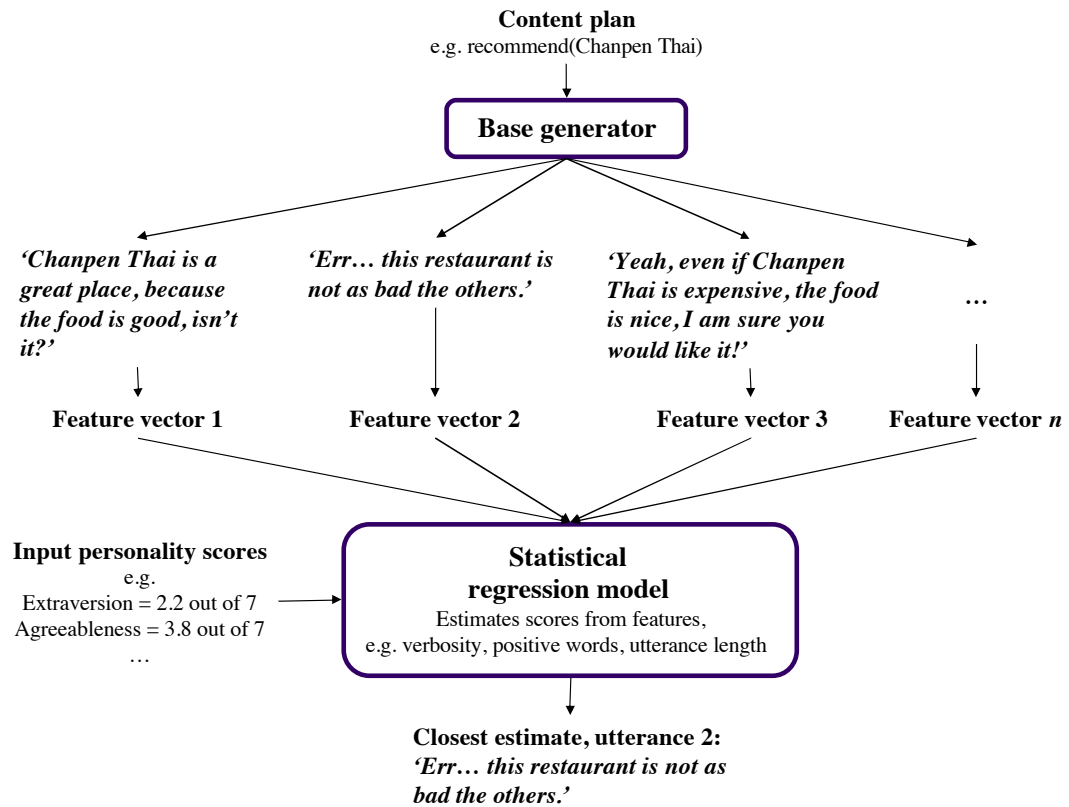 Content plan
e.g. recommend(Chanpen Thai)
Base generator
‘Chanpen Thai is a
great place, because
the food is good, isn’t
it?’
‘Err… this restaurant is
not as bad the others.’
‘Yeah, even if Chanpen
Thai is expensive, the food
is nice, I am sure you
would like it!’
…
Feature vector 1
Feature vector 2
Feature vector 3
Feature vector n
Input personality scores
e.g.
Extraversion = 2.2 out of 7
Agreeableness = 3.8 out of 7
…
Statistical
regression model
Estimates scores from features,
e.g. verbosity, positive words, utterance length
Closest estimate, utterance 2:
‘Err… this restaurant is not as
bad the others.’